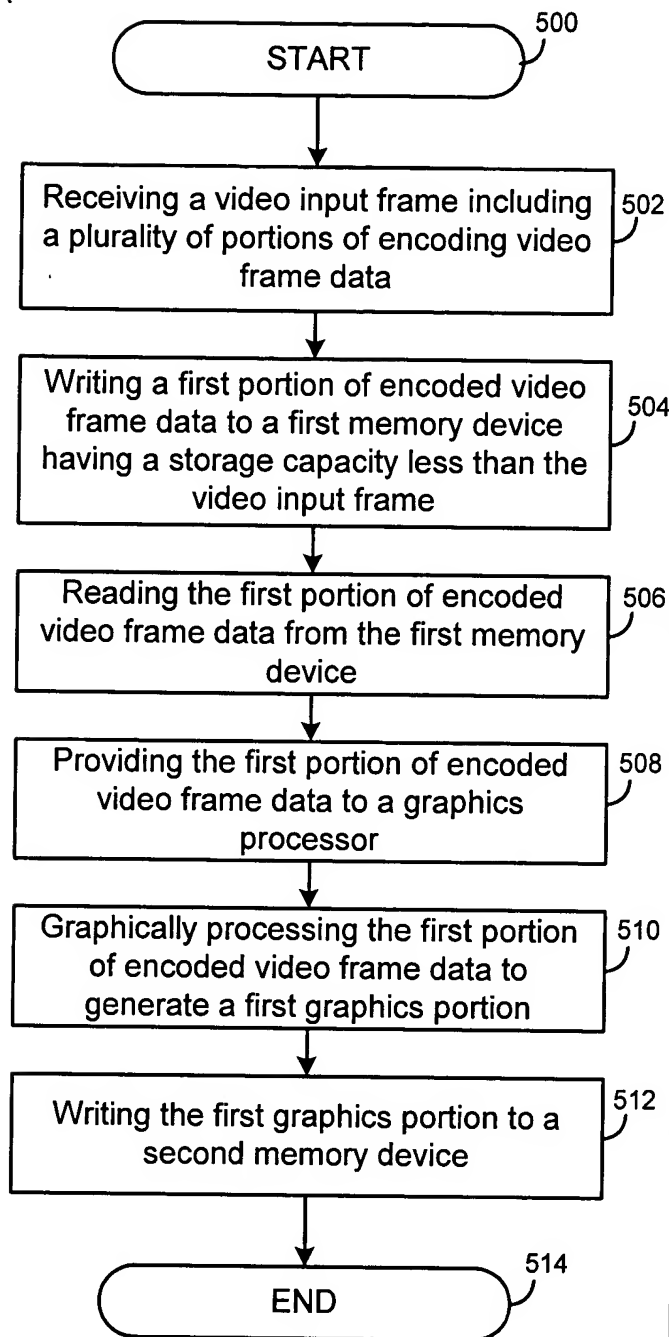 500
START
Receiving a video input frame including
a plurality of portions of encoding video
frame data
502
Writing a first portion of encoded video
frame data to a first memory device
having a storage capacity less than the
video input frame
504
Reading the first portion of encoded
video frame data from the first memory
device
506
Providing the first portion of encoded
video frame data to a graphics
processor
508
Graphically processing the first portion
of encoded video frame data to
generate a first graphics portion
510
Writing the first graphics portion to a
second memory device
512
END
514